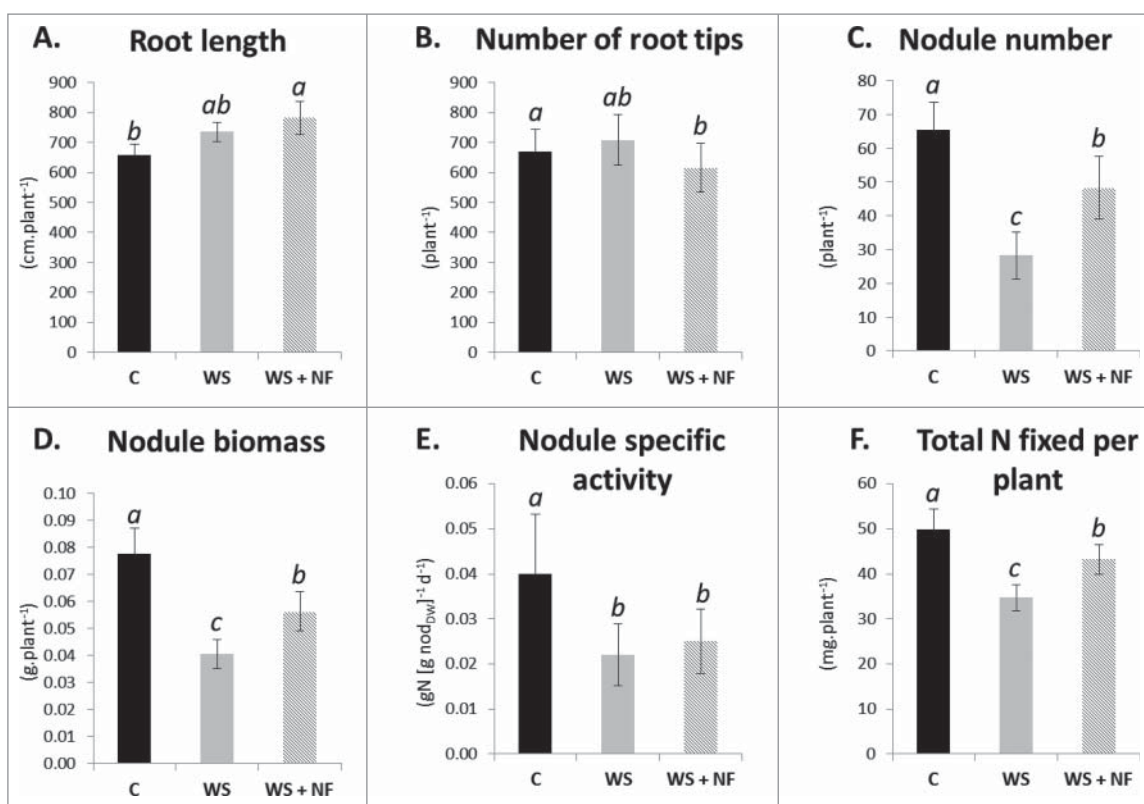 A. Root length
900
800
700
600
500
400
300
200
100
0
(cm.plant⁻¹)
b
ab
a
C WS WS + NF
B. Number of root tips
900
800
700
600
500
400
300
200
100
0
(plant⁻¹)
a
ab
b
C WS WS + NF
C. Nodule number
80
70
60
50
40
30
20
10
0
(plant⁻¹)
a
c
b
C WS WS + NF
D. Nodule biomass
0.10
0.09
0.08
0.07
0.06
0.05
0.04
0.03
0.02
0.01
0.00
(g.plant⁻¹)
a
c
b
C WS WS + NF
E. Nodule specific
activity
0.06
0.05
0.04
0.03
0.02
0.01
0.00
(gN [g nod_DW]⁻¹ d⁻¹)
a
b
b
C WS WS + NF
F. Total N fixed per
plant
60
50
40
30
20
10
0
(mg.plant⁻¹)
a
c
b
C WS WS + NF